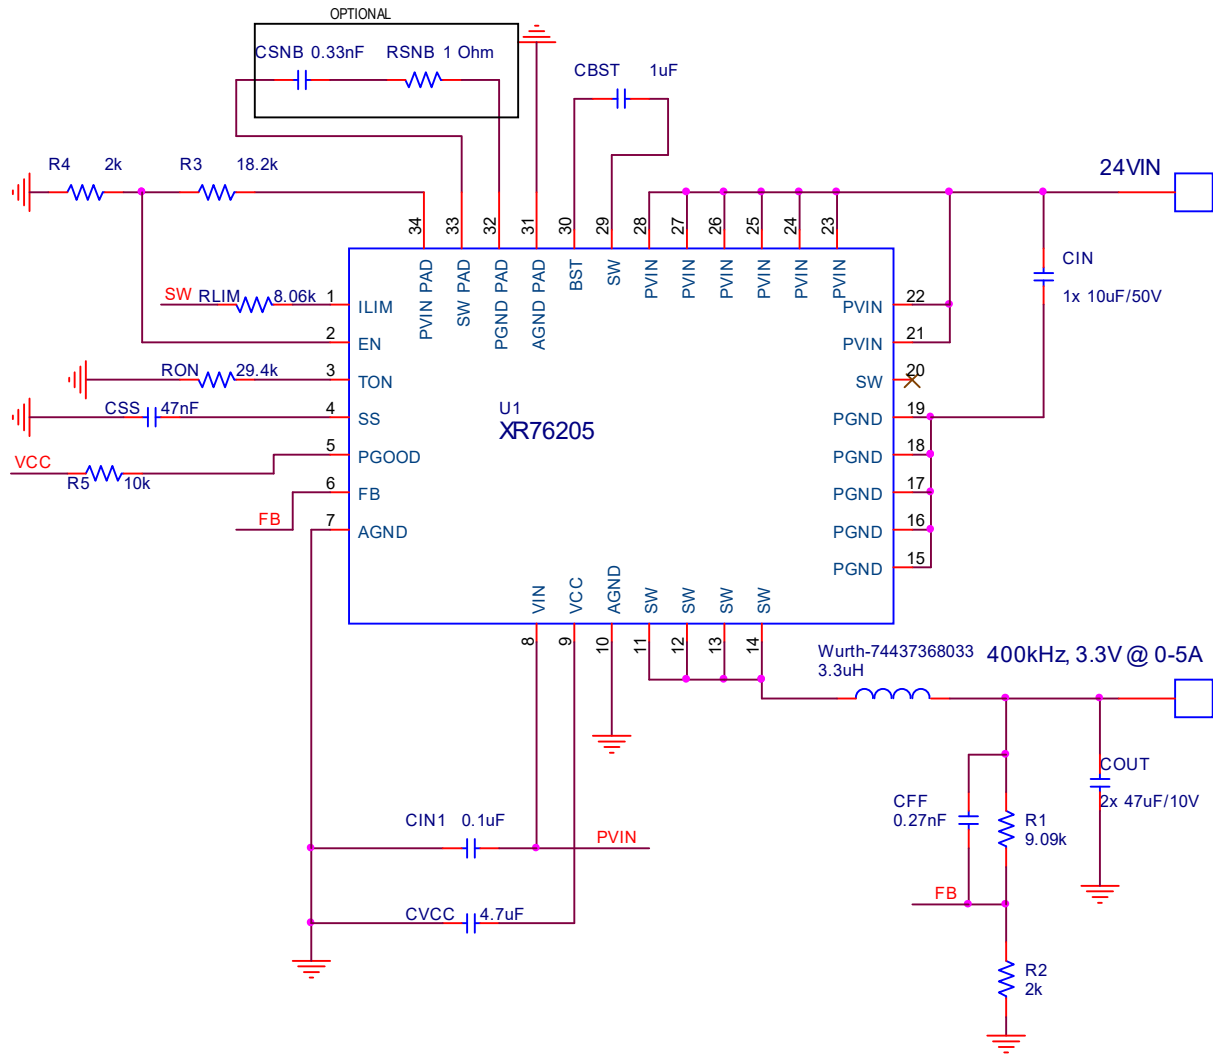 OPTIONAL
CSNB 0.33nF RSNB 1 Ohm
CBST 1uF
R4 2k R3 18.2k
24VIN
34 33 32 31 30 29 28 27 26 25 24 23
PVIN PAD SW PAD PGND PAD AGND PAD BST SW PVIN PVIN PVIN PVIN PVIN PVIN
CIN
1x 10uF/50V
SW RLIM 8.06k 1 ILIM
PVIN 22
2 EN
PVIN 21
RON 29.4k 3 TON
SW 20
CSS 47nF 4 SS
PGND 19
U1
XR76205
VCC
R5 10k
5 PGOOD
PGND 18
FB
6 FB
PGND 17
7 AGND
PGND 16
PGND 15
VIN VCC AGND SW SW SW SW
8 9 10 11 12 13 14
Wurth-74437368033
3.3uH
400kHz, 3.3V @ 0-5A
COUT
2x 47uF/10V
CFF
0.27nF
R1
9.09k
CIN1 0.1uF
PVIN
FB
CVCC 4.7uF
R2
2k